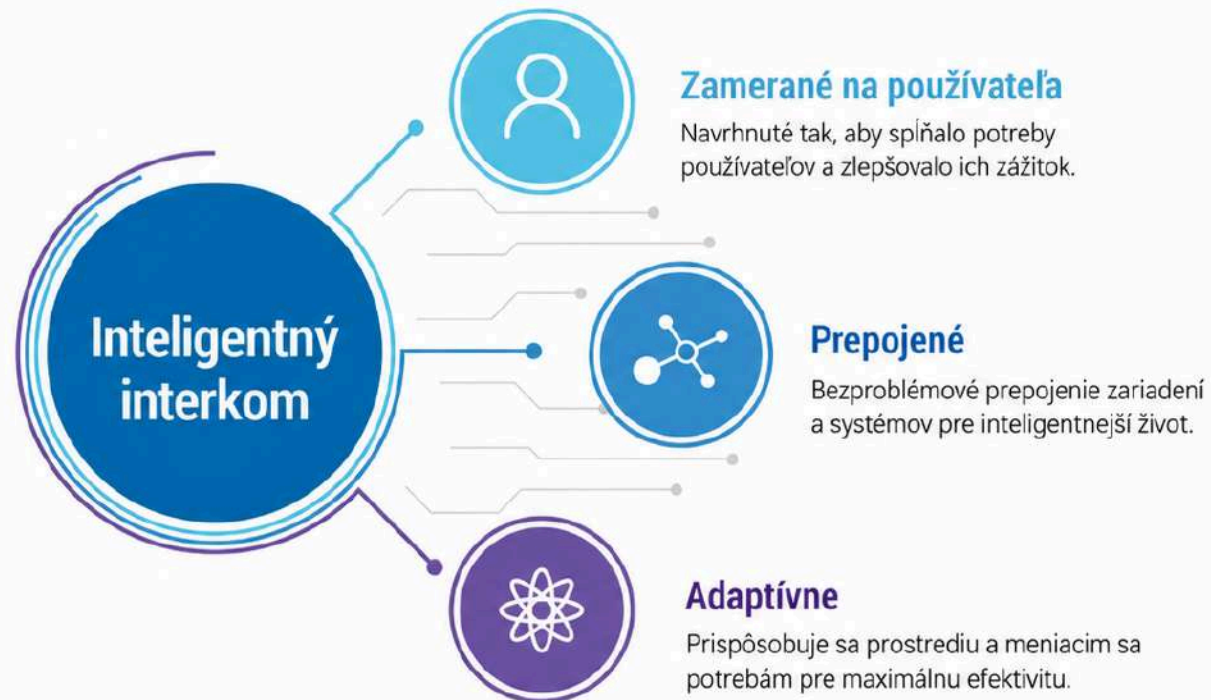 Inteligentný
interkom
Zamerané na používateľa
Navrhnuté tak, aby spĺňalo potreby
používateľov a zlepšovalo ich zážitok.
Prepojené
Bezproblémové prepojenie zariadení
a systémov pre inteligentnejší život.
Adaptívne
Prispôsobuje sa prostrediu a meniacim sa
potrebám pre maximálnu efektivitu.